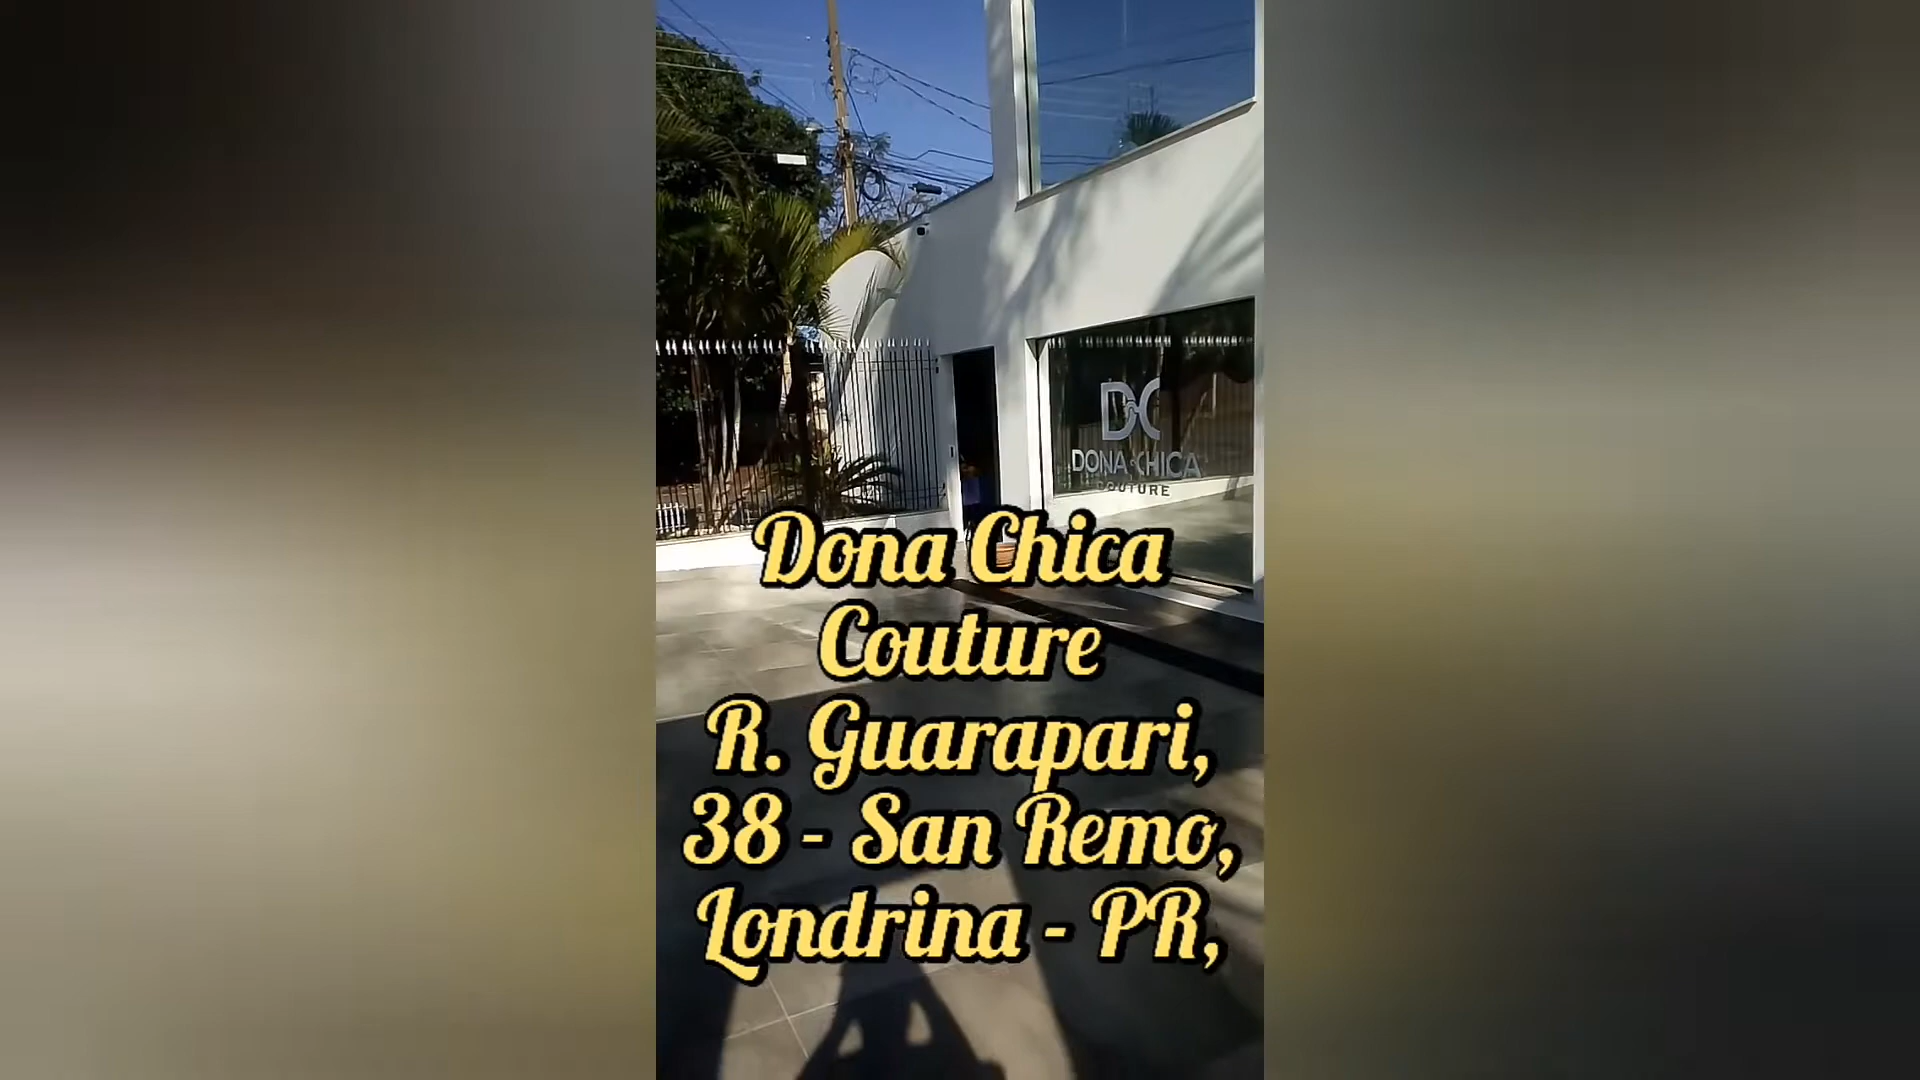 DC
DONA CHICA
COUTURE
Dona Chica
Couture
R. Guarapari,
38 - San Remo,
Londrina - PR,